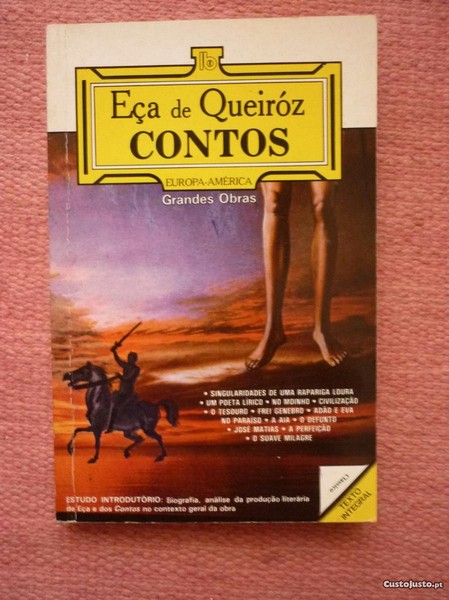 lb
Eça de Queiróz
CONTOS
EUROPA-AMÉRICA
Grandes Obras
• SINGULARIDADES DE UMA RAPARIGA LOURA
• UM POETA LÍRICO • NO MOINHO • CIVILIZAÇÃO
• O TESOURO • FREI GENEBRO • ADÃO E EVA
NO PARAÍSO • A AIA • O DEFUNTO
• JOSÉ MATIAS • A PERFEIÇÃO
• O SUAVE MILAGRE
TEXTO
INTEGRAL
ESTUDO INTRODUTÓRIO: Biografia, análise da produção literária
de Eça e dos Contos no contexto geral da obra
CustoJusto.pt